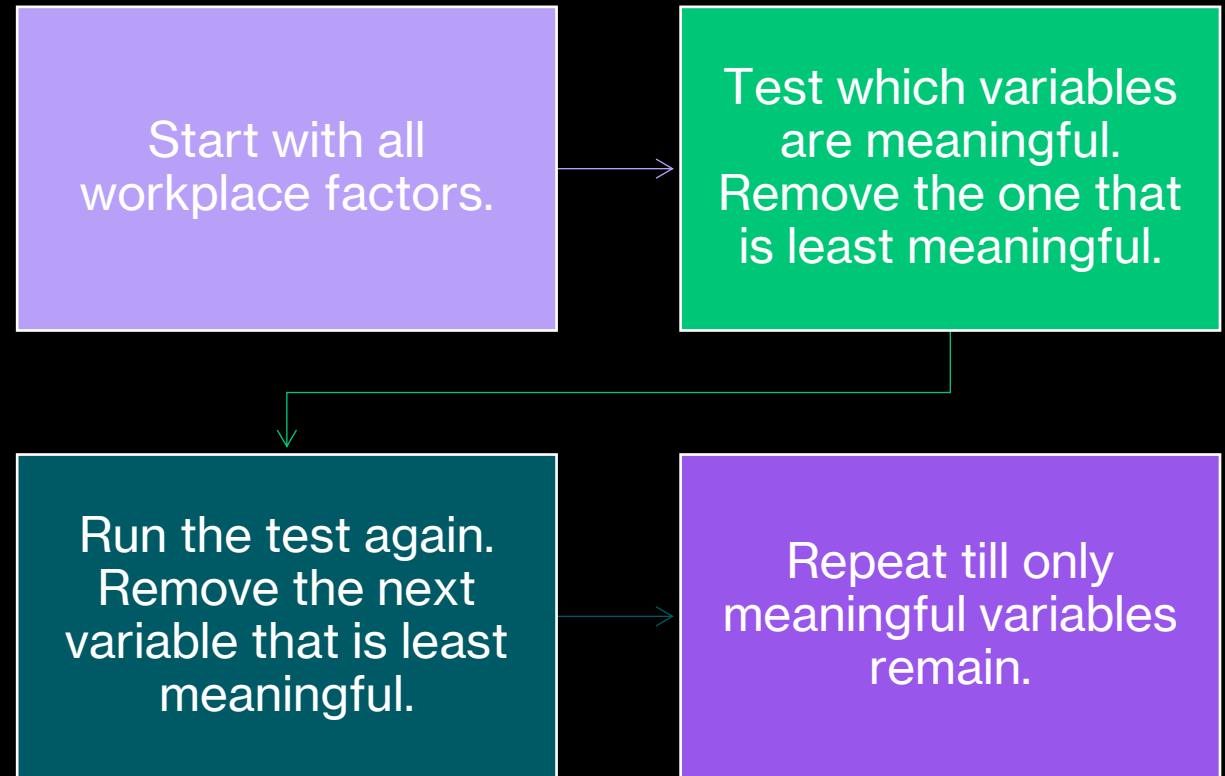 Start with all
workplace factors.
Test which variables
are meaningful.
Remove the one that
is least meaningful.
Run the test again.
Remove the next
variable that is least
meaningful.
Repeat till only
meaningful variables
remain.